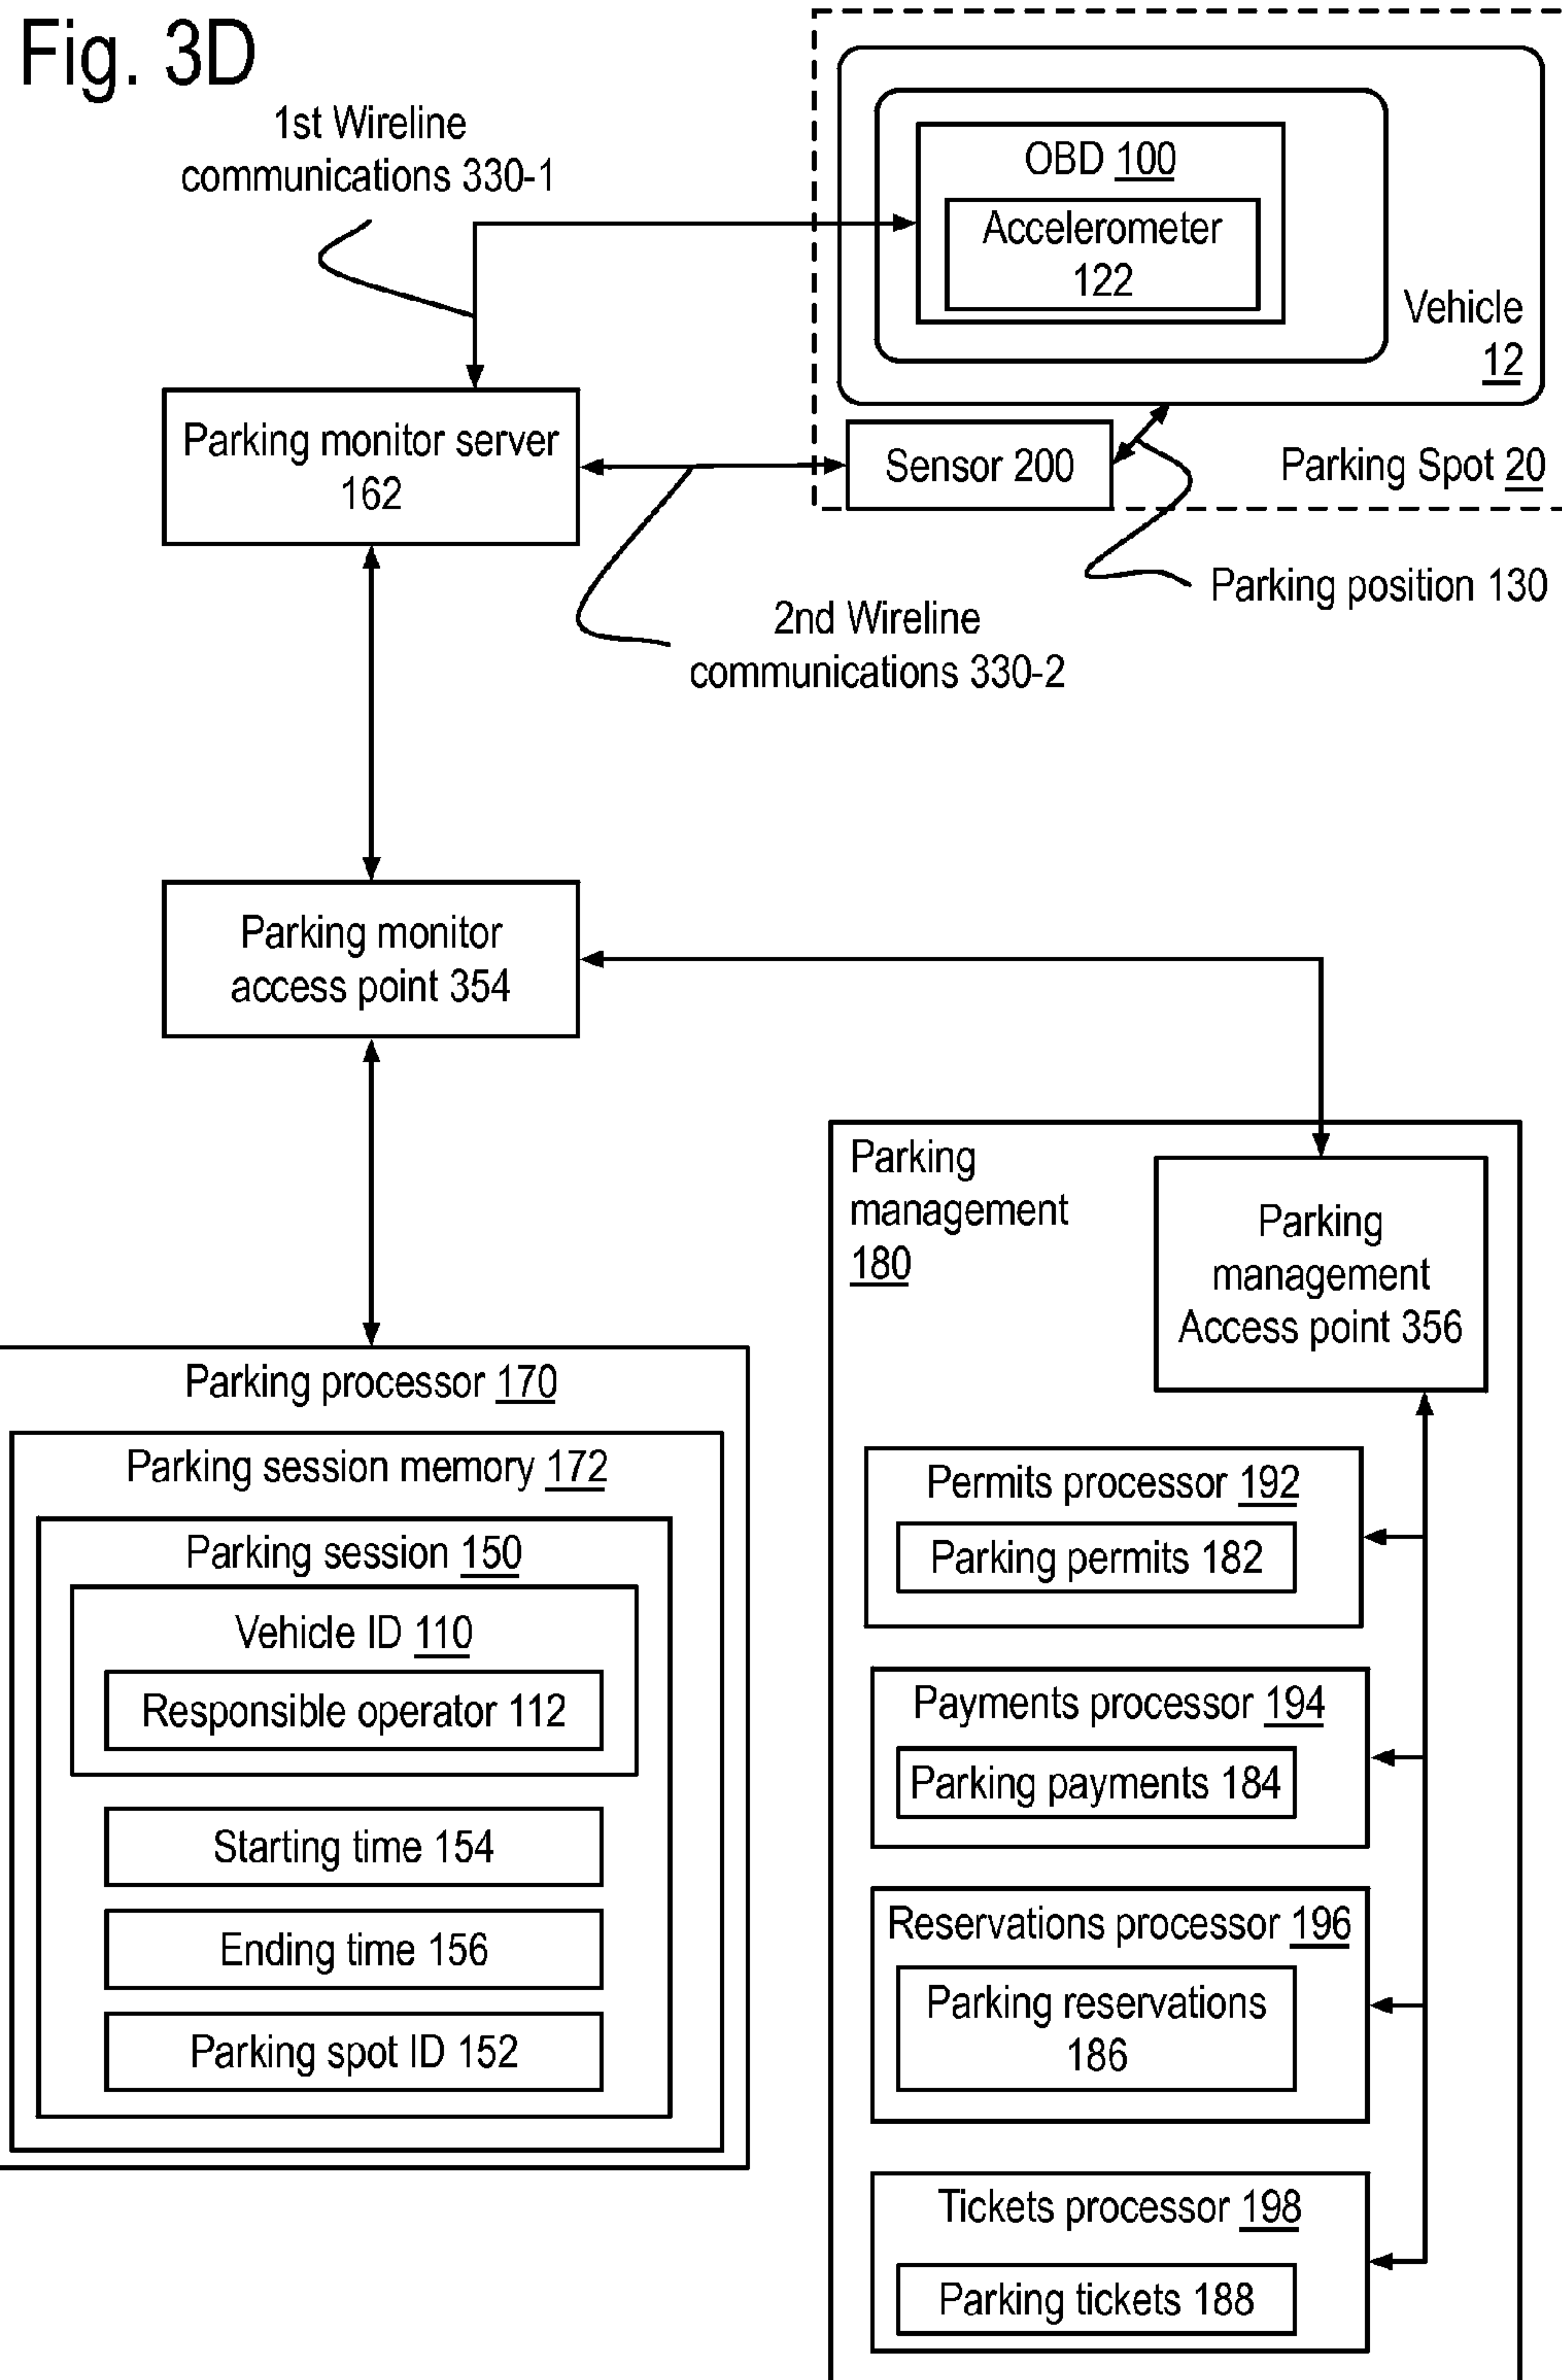 Fig. 3D
1st Wireline
communications 330-1
OBD 100
Accelerometer
122
Vehicle
12
Parking monitor server
162
Sensor 200
Parking Spot 20
Parking position 130
2nd Wireline
communications 330-2
Parking monitor
access point 354
Parking
management
180
Parking
management
Access point 356
Parking processor 170
Parking session memory 172
Parking session 150
Vehicle ID 110
Responsible operator 112
Starting time 154
Ending time 156
Parking spot ID 152
Permits processor 192
Parking permits 182
Payments processor 194
Parking payments 184
Reservations processor 196
Parking reservations
186
Tickets processor 198
Parking tickets 188